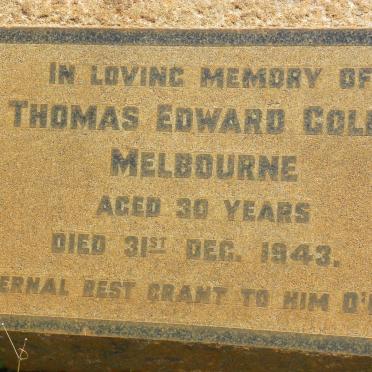 IN LOVING MEMORY OF
THOMAS EDWARD
MELBOURNE
AGED 30 YEARS
DIED 31ST DEC. 1943.
REST GRANT TO HIM